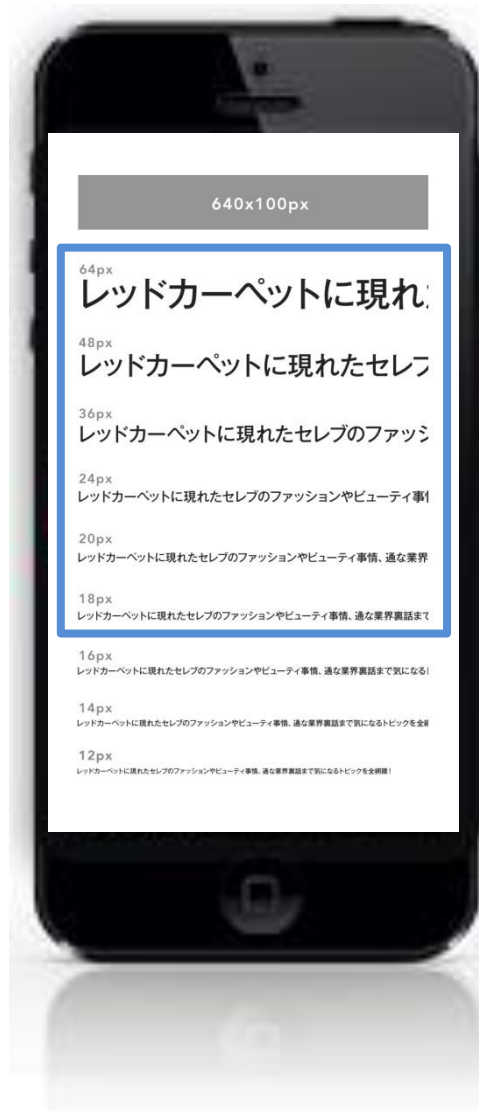 640x100px
64px
レッドカーペットに現れ
48px
レッドカーペットに現れたセレブ
36px
レッドカーペットに現れたセレブのファッシ
24px
レッドカーペットに現れたセレブのファッションやビューティ事情
20px
レッドカーペットに現れたセレブのファッションやビューティ事情、通な業界
18px
レッドカーペットに現れたセレブのファッションやビューティ事情、通な業界裏話まで
16px
レッドカーペットに現れたセレブのファッションやビューティ事情、通な業界裏話まで気になる
14px
レッドカーペットに現れたセレブのファッションやビューティ事情、通な業界裏話まで気になるトピックを全網
12px
レッドカーペットに現れたセレブのファッションやビューティ事情、通な業界裏話まで気になるトピックを全網羅！